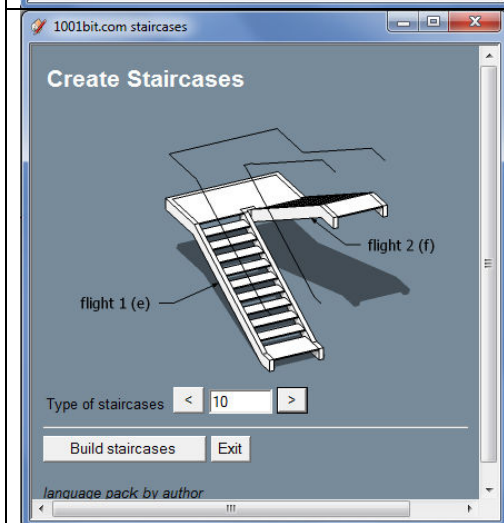 1001bit.com staircases
Create Staircases
flight 2 (f)
flight 1 (e)
Type of staircases < 10 >
Build staircases Exit
language pack by author